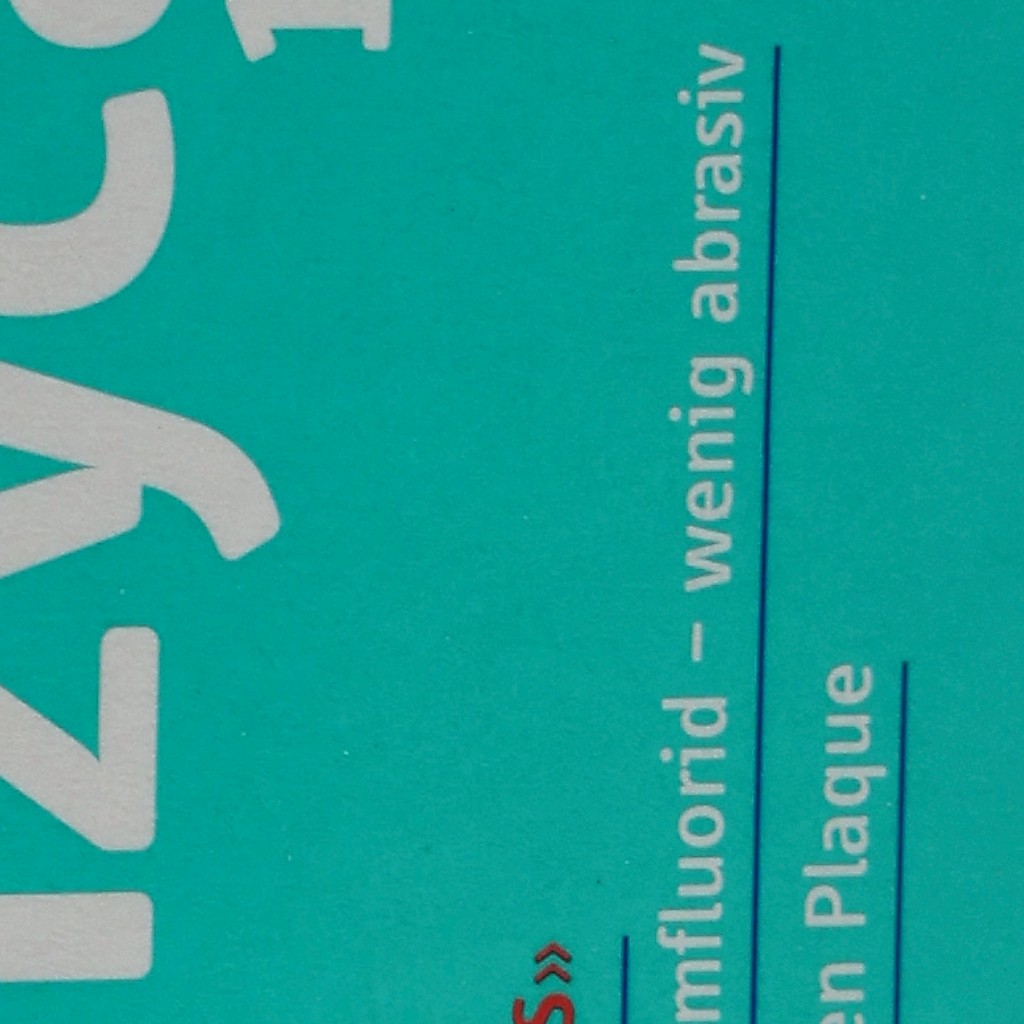 s»
mfluorid – wenig abrasiv
en Plaque